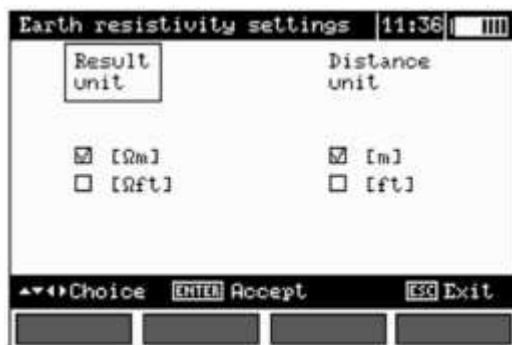 Earth resistivity settings 11:36
Result unit
Distance unit
☑ [Ωm]
☐ [Ωft]
☑ [m]
☐ [ft]
▲▼◀▶Choice ENTER Accept ESC Exit